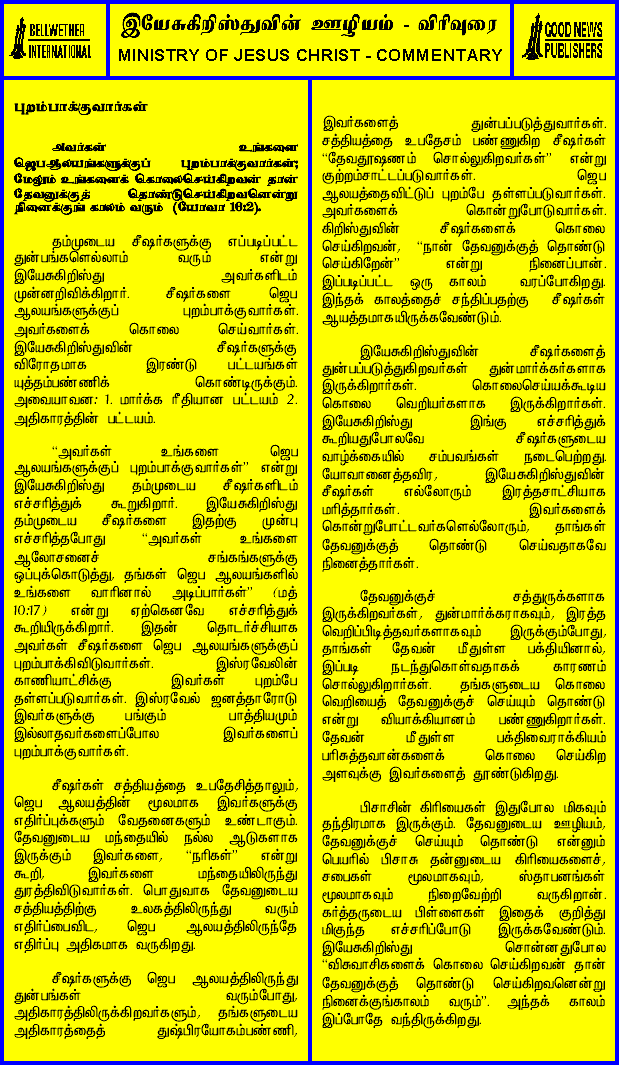 BELLWETHER
INTERNATIONAL
இயேசுகிறிஸ்துவின் ஊழியம் - விரிவுரை
MINISTRY OF JESUS CHRIST - COMMENTARY
GOOD NEWS
PUBLISHERS
புறம்பாக்குவார்கள்
அவர்கள் உங்களை
ஜெபஆலயங்களுக்குப் புறம்பாக்குவார்கள்;
மேலும் உங்களைக் கொலைசெய்கிறவன் தான்
தேவனுக்குத் தொண்டுசெய்கிறவனென்று
நினைக்குங் காலம் வரும் (யோவா 16:2).
தம்முடைய சீஷர்களுக்கு எப்படிப்பட்ட
துன்பங்களெல்லாம் வரும் என்று
இயேசுகிறிஸ்து அவர்களிடம்
முன்னறிவிக்கிறார். சீஷர்களை ஜெப
ஆலயங்களுக்குப் புறம்பாக்குவார்கள்.
அவர்களைக் கொலை செய்வார்கள்.
இயேசுகிறிஸ்துவின் சீஷர்களுக்கு
விரோதமாக இரண்டு பட்டயங்கள்
யுத்தம்பண்ணிக் கொண்டிருக்கும்.
அவையாவன: 1. மார்க்க ரீதியான பட்டயம் 2.
அதிகாரத்தின் பட்டயம்.
“அவர்கள் உங்களை ஜெப
ஆலயங்களுக்குப் புறம்பாக்குவார்கள்” என்று
இயேசுகிறிஸ்து தம்முடைய சீஷர்களிடம்
எச்சரித்துக் கூறுகிறார். இயேசுகிறிஸ்து
தம்முடைய சீஷர்களை இதற்கு முன்பு
எச்சரித்தபோது “அவர்கள் உங்களை
ஆலோசனைச் சங்கங்களுக்கு
ஒப்புக்கொடுத்து, தங்கள் ஜெப ஆலயங்களில்
உங்களை வாரினால் அடிப்பார்கள்” (மத்
10:17) என்று ஏற்கெனவே எச்சரித்துக்
கூறியிருக்கிறார். இதன் தொடர்ச்சியாக
அவர்கள் சீஷர்களை ஜெப ஆலயங்களுக்குப்
புறம்பாக்கிவிடுவார்கள். இஸ்ரவேலின்
காணியாட்சிக்கு இவர்கள் புறம்பே
தள்ளப்படுவார்கள். இஸ்ரவேல் ஜனத்தாரோடு
இவர்களுக்கு பங்கும் பாத்தியமும்
இல்லாதவர்களைப்போல இவர்களைப்
புறம்பாக்குவார்கள்.
சீஷர்கள் சத்தியத்தை உபதேசித்தாலும்,
ஜெப ஆலயத்தின் மூலமாக இவர்களுக்கு
எதிர்ப்புக்களும் வேதனைகளும் உண்டாகும்.
தேவனுடைய மந்தையில் நல்ல ஆடுகளாக
இருக்கும் இவர்களை, “நரிகள்” என்று
கூறி, இவர்களை மந்தையிலிருந்து
துரத்திவிடுவார்கள். பொதுவாக தேவனுடைய
சத்தியத்திற்கு உலகத்திலிருந்து வரும்
எதிர்ப்பைவிட, ஜெப ஆலயத்திலிருந்தே
எதிர்ப்பு அதிகமாக வருகிறது.
சீஷர்களுக்கு ஜெப ஆலயத்திலிருந்து
துன்பங்கள் வரும்போது,
அதிகாரத்திலிருக்கிறவர்களும், தங்களுடைய
அதிகாரத்தைத் துஷ்பிரயோகம்பண்ணி,
இவர்களைத் துன்பப்படுத்துவார்கள்.
சத்தியத்தை உபதேசம் பண்ணுகிற சீஷர்கள்
“தேவதூஷணம் சொல்லுகிறவர்கள்” என்று
குற்றம்சாட்டப்படுவார்கள். ஜெப
ஆலயத்தைவிட்டுப் புறம்பே தள்ளப்படுவார்கள்.
அவர்களைக் கொன்றுபோடுவார்கள்.
கிறிஸ்துவின் சீஷர்களைக் கொலை
செய்கிறவன், “நான் தேவனுக்குத் தொண்டு
செய்கிறேன்” என்று நினைப்பான்.
இப்படிப்பட்ட ஒரு காலம் வரப்போகிறது.
இந்தக் காலத்தைச் சந்திப்பதற்கு சீஷர்கள்
ஆயத்தமாகயிருக்கவேண்டும்.
இயேசுகிறிஸ்துவின் சீஷர்களைத்
துன்பப்படுத்துகிறவர்கள் துன்மார்க்கர்களாக
இருக்கிறார்கள். கொலைசெய்யக்கூடிய
கொலை வெறியர்களாக இருக்கிறார்கள்.
இயேசுகிறிஸ்து இங்கு எச்சரித்துக்
கூறியதுபோலவே சீஷர்களுடைய
வாழ்க்கையில் சம்பவங்கள் நடைபெற்றது.
யோவானைத்தவிர, இயேசுகிறிஸ்துவின்
சீஷர்கள் எல்லோரும் இரத்தசாட்சியாக
மரித்தார்கள். இவர்களைக்
கொன்றுபோட்டவர்களெல்லோரும், தாங்கள்
தேவனுக்குத் தொண்டு செய்வதாகவே
நினைத்தார்கள்.
தேவனுக்குச் சத்துருக்களாக
இருக்கிறவர்கள், துன்மார்க்கராகவும், இரத்த
வெறிப்பிடித்தவர்களாகவும் இருக்கும்போது,
தாங்கள் தேவன் மீதுள்ள பக்தியினால்,
இப்படி நடந்துகொள்வதாகக் காரணம்
சொல்லுகிறார்கள். தங்களுடைய கொலை
வெறியைத் தேவனுக்குச் செய்யும் தொண்டு
என்று வியாக்கியானம் பண்ணுகிறார்கள்.
தேவன் மீதுள்ள பக்திவைராக்கியம்
பரிசுத்தவான்களைக் கொலை செய்கிற
அளவுக்கு இவர்களைத் தூண்டுகிறது.
பிசாசின் கிரியைகள் இதுபோல மிகவும்
தந்திரமாக இருக்கும். தேவனுடைய ஊழியம்,
தேவனுக்குச் செய்யும் தொண்டு என்னும்
பெயரில் பிசாசு தன்னுடைய கிரியைகளைச்,
சபைகள் மூலமாகவும், ஸ்தாபனங்கள்
மூலமாகவும் நிறைவேற்றி வருகிறான்.
கர்த்தருடைய பிள்ளைகள் இதைக் குறித்து
மிகுந்த எச்சரிப்போடு இருக்கவேண்டும்.
இயேசுகிறிஸ்து சொன்னதுபோல
“விசுவாசிகளைக் கொலை செய்கிறவன் தான்
தேவனுக்குத் தொண்டு செய்கிறவனென்று
நினைக்குங்காலம் வரும்”. அந்தக் காலம்
இப்போதே வந்திருக்கிறது.